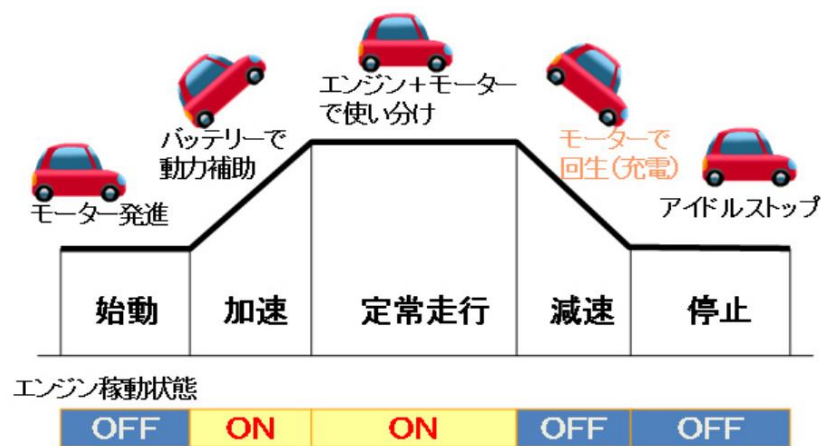 エンジン+モーター
で使い分け
バッテリーで
動力補助
モーターで
回生(充電)
モーター発進
アイドルストップ
始動 加速 定常走行 減速 停止
エンジン稼動状態
OFF ON ON OFF OFF